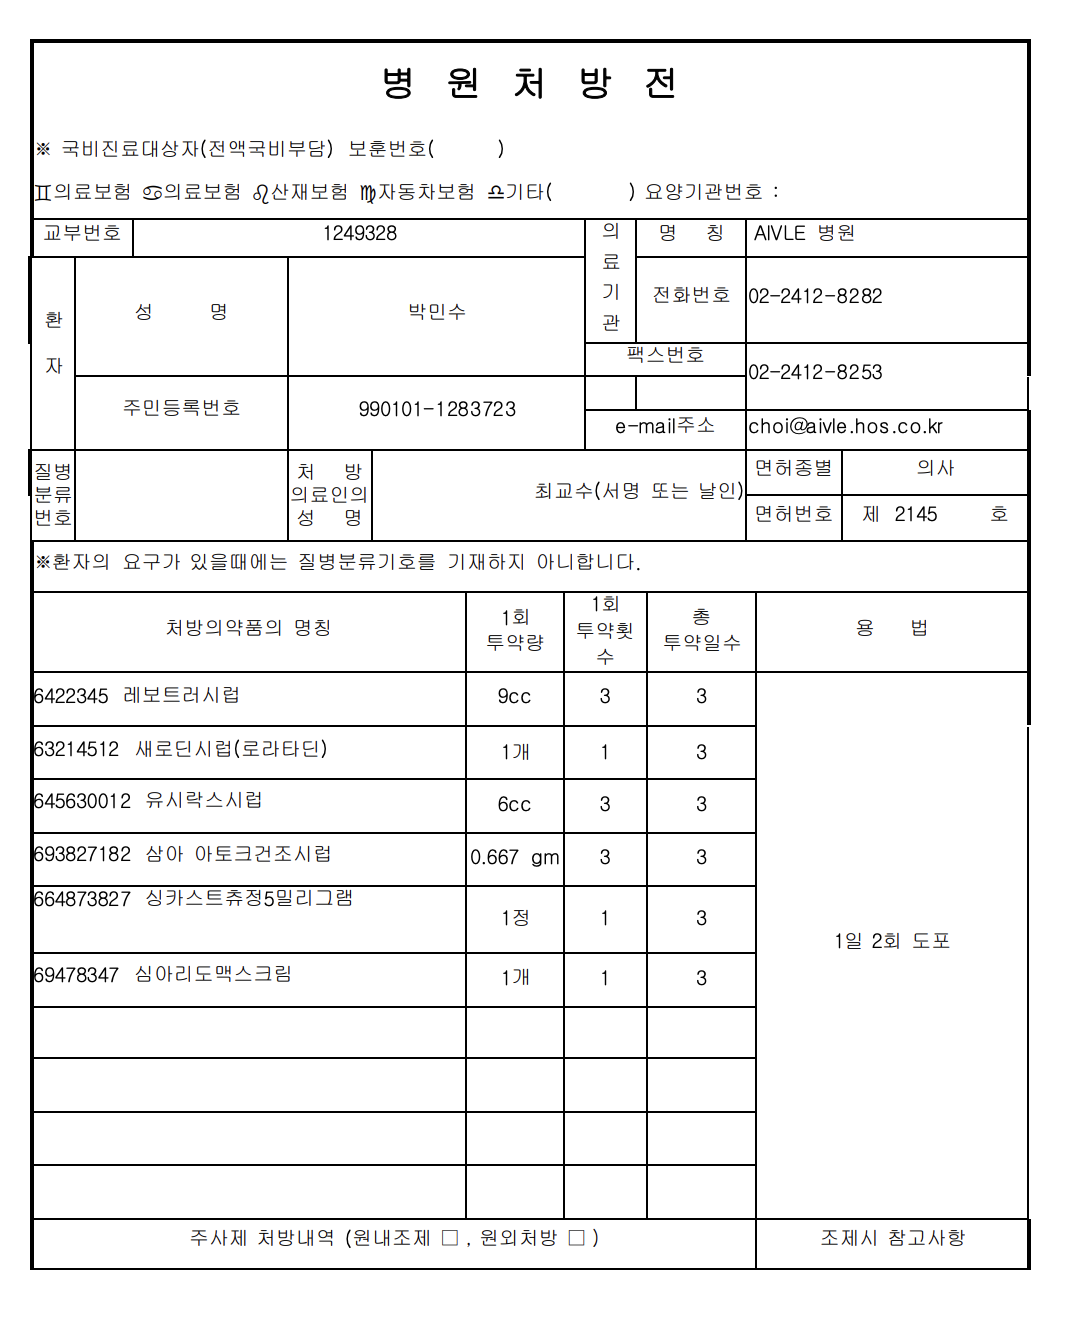 병 원 처 방 전
※ 국비진료대상자(전액국비부담) 보훈번호( )
♊의료보험 ♋의료보험 ♌산재보험 ♍자동차보험 ♎기타( ) 요양기관번호 :
교부번호 1249328 의료기관 명 칭 AIVLE 병원
환자 성 명 박민수 전화번호 02-2412-8282
팩스번호 02-2412-8253
주민등록번호 990101-1283723
e-mail주소 choi@aivle.hos.co.kr
질병
분류
번호
처 방
의료인의
성 명
최교수(서명 또는 날인)
면허종별 의사
면허번호 제 2145 호
※환자의 요구가 있을때에는 질병분류기호를 기재하지 아니합니다.
처방의약품의 명칭
1회
투약량
1회
투약횟
수
총
투약일수
용 법
6422345 레보트러시럽 9cc 3 3
63214512 새로딘시럽(로라타딘) 1개 1 3
645630012 유시락스시럽 6cc 3 3
693827182 삼아 아토크건조시럽 0.667 gm 3 3
664873827 싱카스트츄정5밀리그램 1정 1 3
1일 2회 도포
69478347 심아리도맥스크림 1개 1 3
주사제 처방내역 (원내조제 □ , 원외처방 □ ) 조제시 참고사항